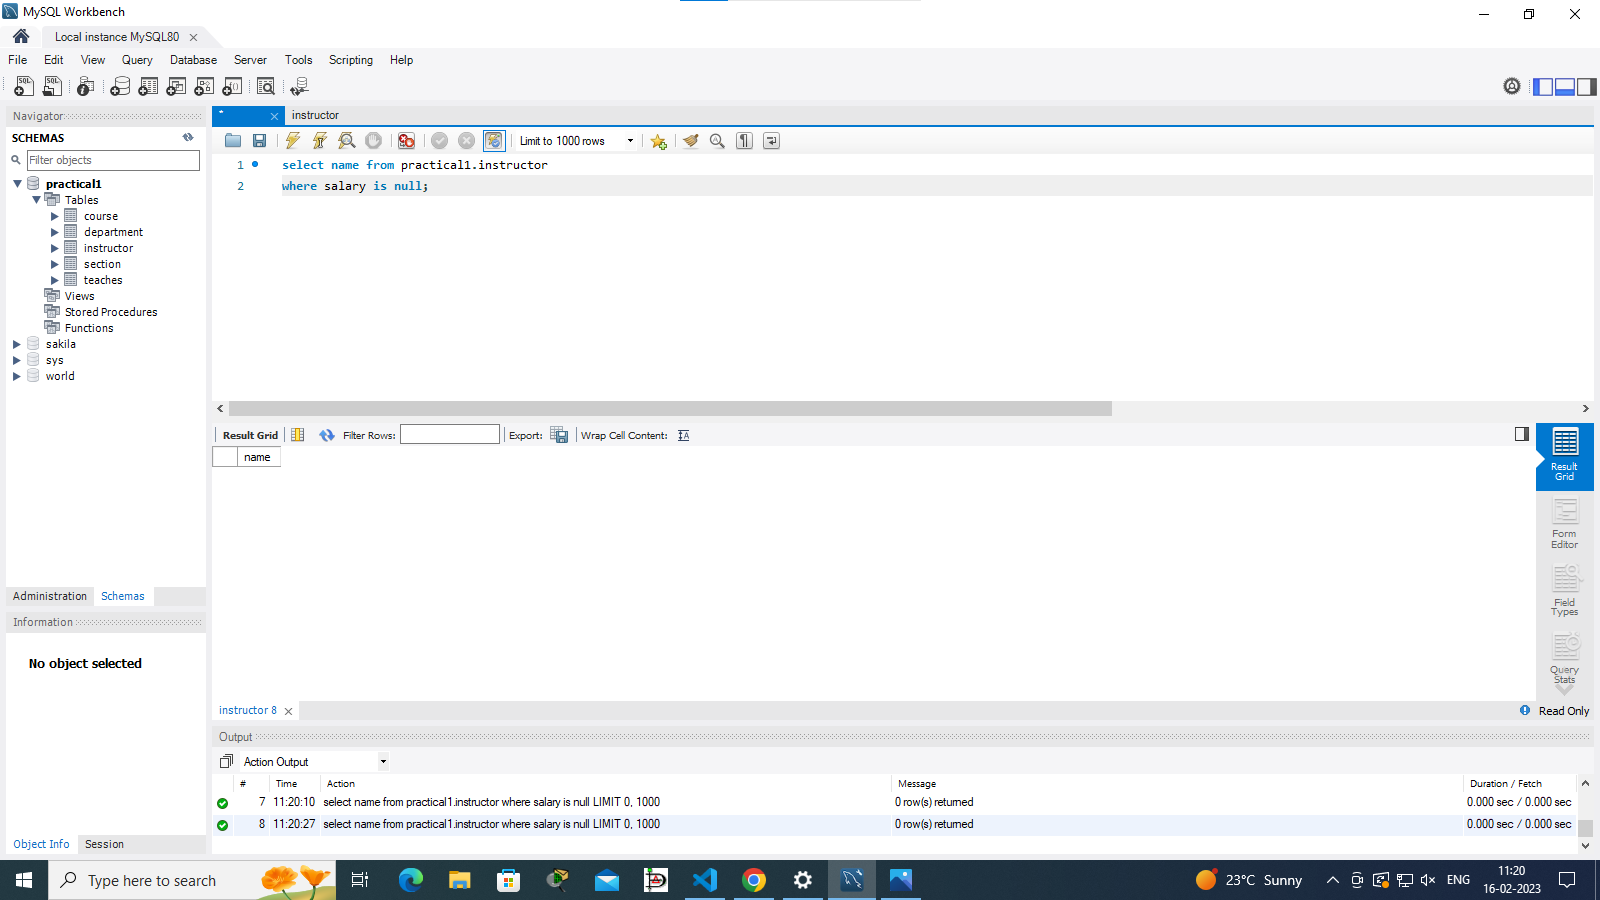 MySQL Workbench
Local instance MySQL80
File Edit View Query Database Server Tools Scripting Help
Navigator
SCHEMAS
Filter objects
practical1
Tables
course
department
instructor
section
teaches
Views
Stored Procedures
Functions
sakila
sys
world
Administration Schemas
Information
No object selected
Object Info Session
* instructor
Limit to 1000 rows
1 select name from practical1.instructor
2 where salary is null;
Result Grid Filter Rows: Export: Wrap Cell Content:
name
Result
Grid
Form
Editor
Field
Types
Query
Stats
instructor 8
Read Only
Output
Action Output
# Time Action Message Duration / Fetch
7 11:20:10 select name from practical1.instructor where salary is null LIMIT 0, 1000 0 row(s) returned 0.000 sec / 0.000 sec
8 11:20:27 select name from practical1.instructor where salary is null LIMIT 0, 1000 0 row(s) returned 0.000 sec / 0.000 sec
Type here to search
23°C Sunny
ENG
11:20
16-02-2023